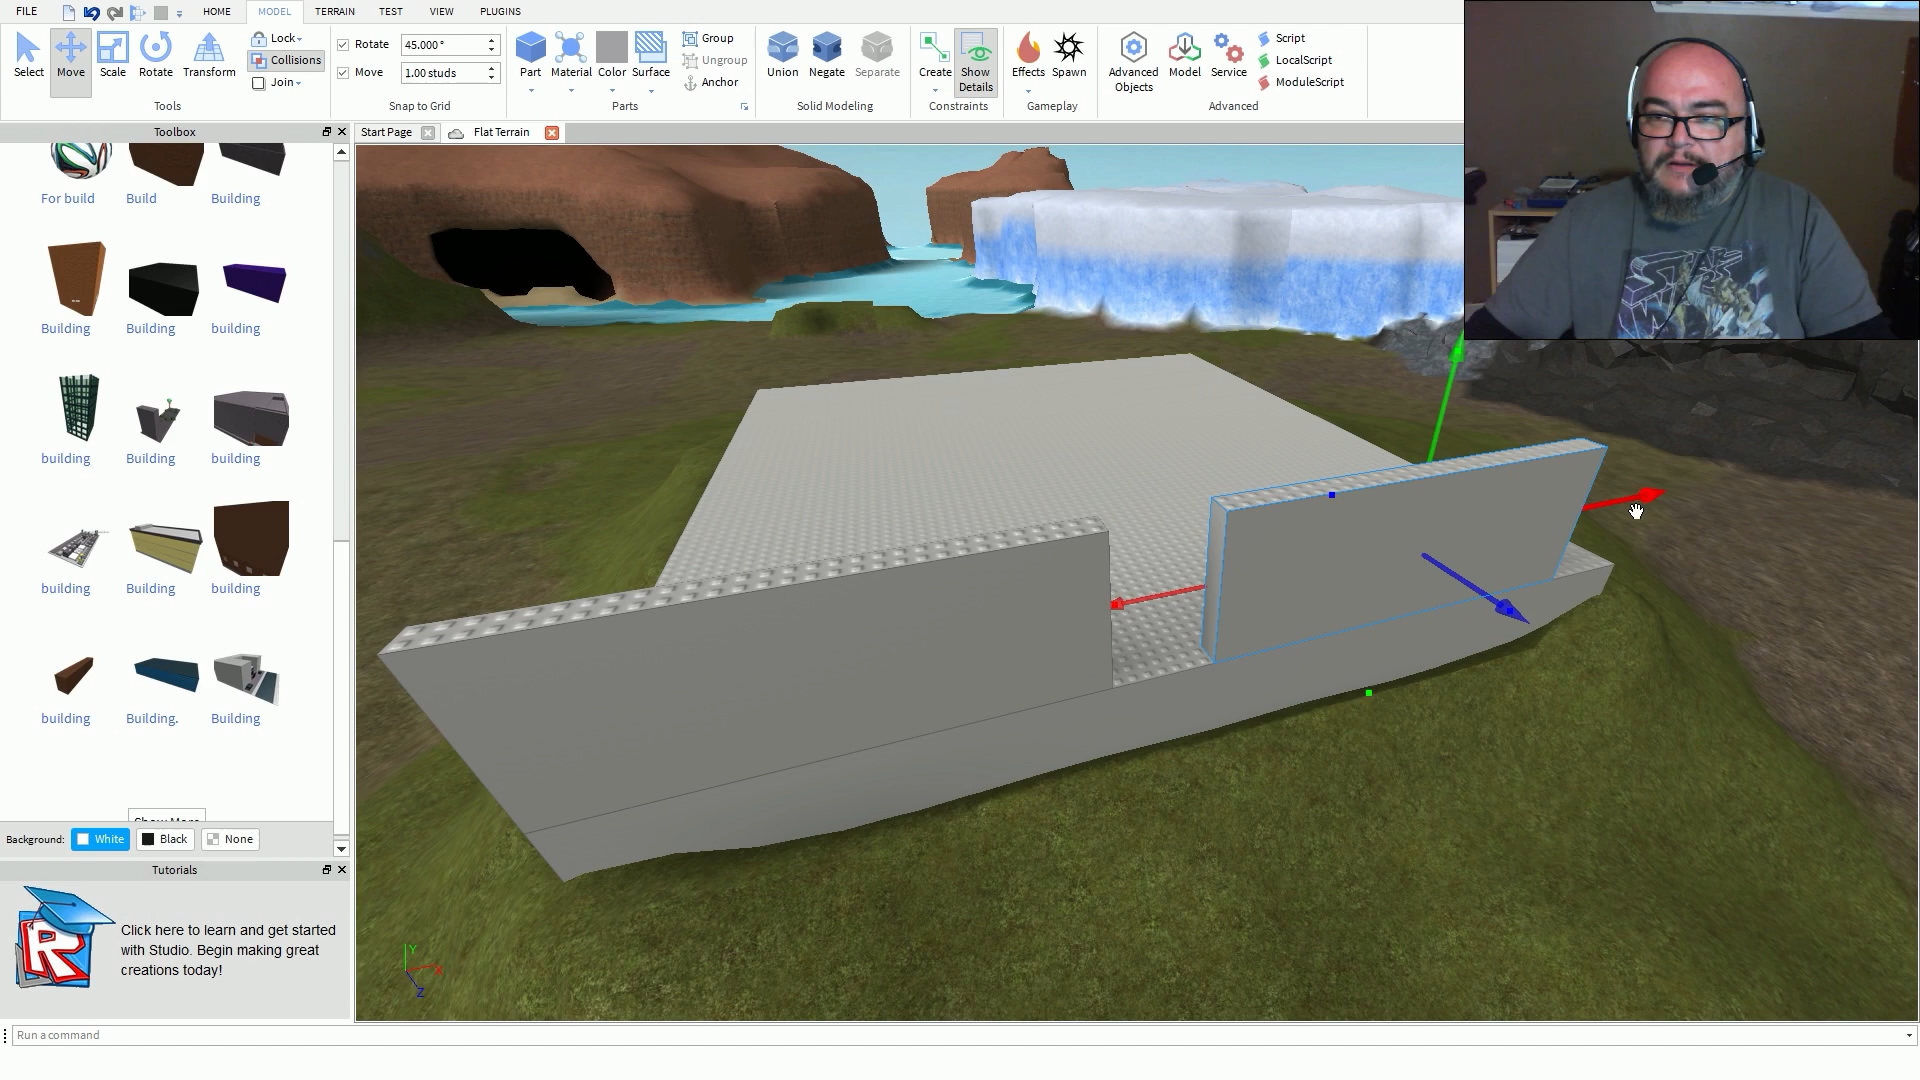 FILE HOME MODEL TERRAIN TEST VIEW PLUGINS
Select Move Scale Rotate Transform
Lock
Collisions
Join
Tools
Rotate 45.000 °
Move 1.00 studs
Snap to Grid
Part Material Color Surface
Group
Ungroup
Anchor
Parts
Union Negate Separate
Solid Modeling
Create Show Details
Constraints
Effects Spawn
Gameplay
Advanced Objects Model Service
Script
LocalScript
ModuleScript
Advanced
Toolbox
Start Page Flat Terrain
For build Build Building
Building Building building
building Building building
building Building building
building Building. Building
Show More
Background: White Black None
Tutorials
Click here to learn and get started
with Studio. Begin making great
creations today!
R
Y
X
Z
Run a command